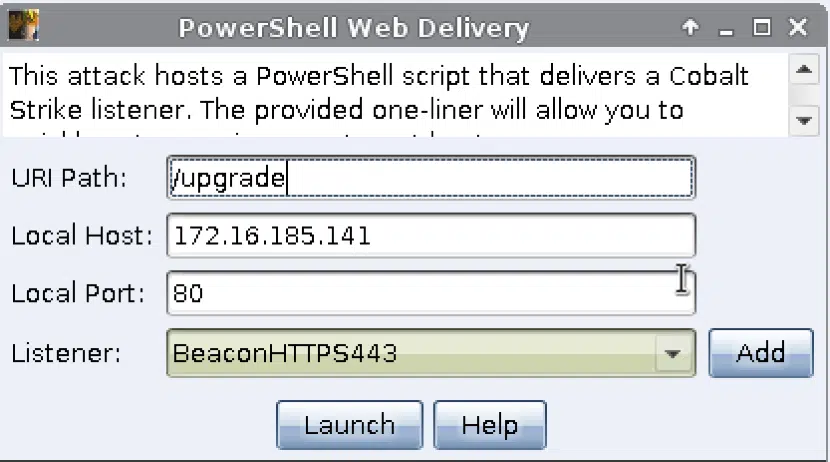 PowerShell Web Delivery
This attack hosts a PowerShell script that delivers a Cobalt
Strike listener. The provided one-liner will allow you to
URI Path: /upgrade
Local Host: 172.16.185.141
Local Port: 80
Listener: BeaconHTTPS443 Add
Launch Help